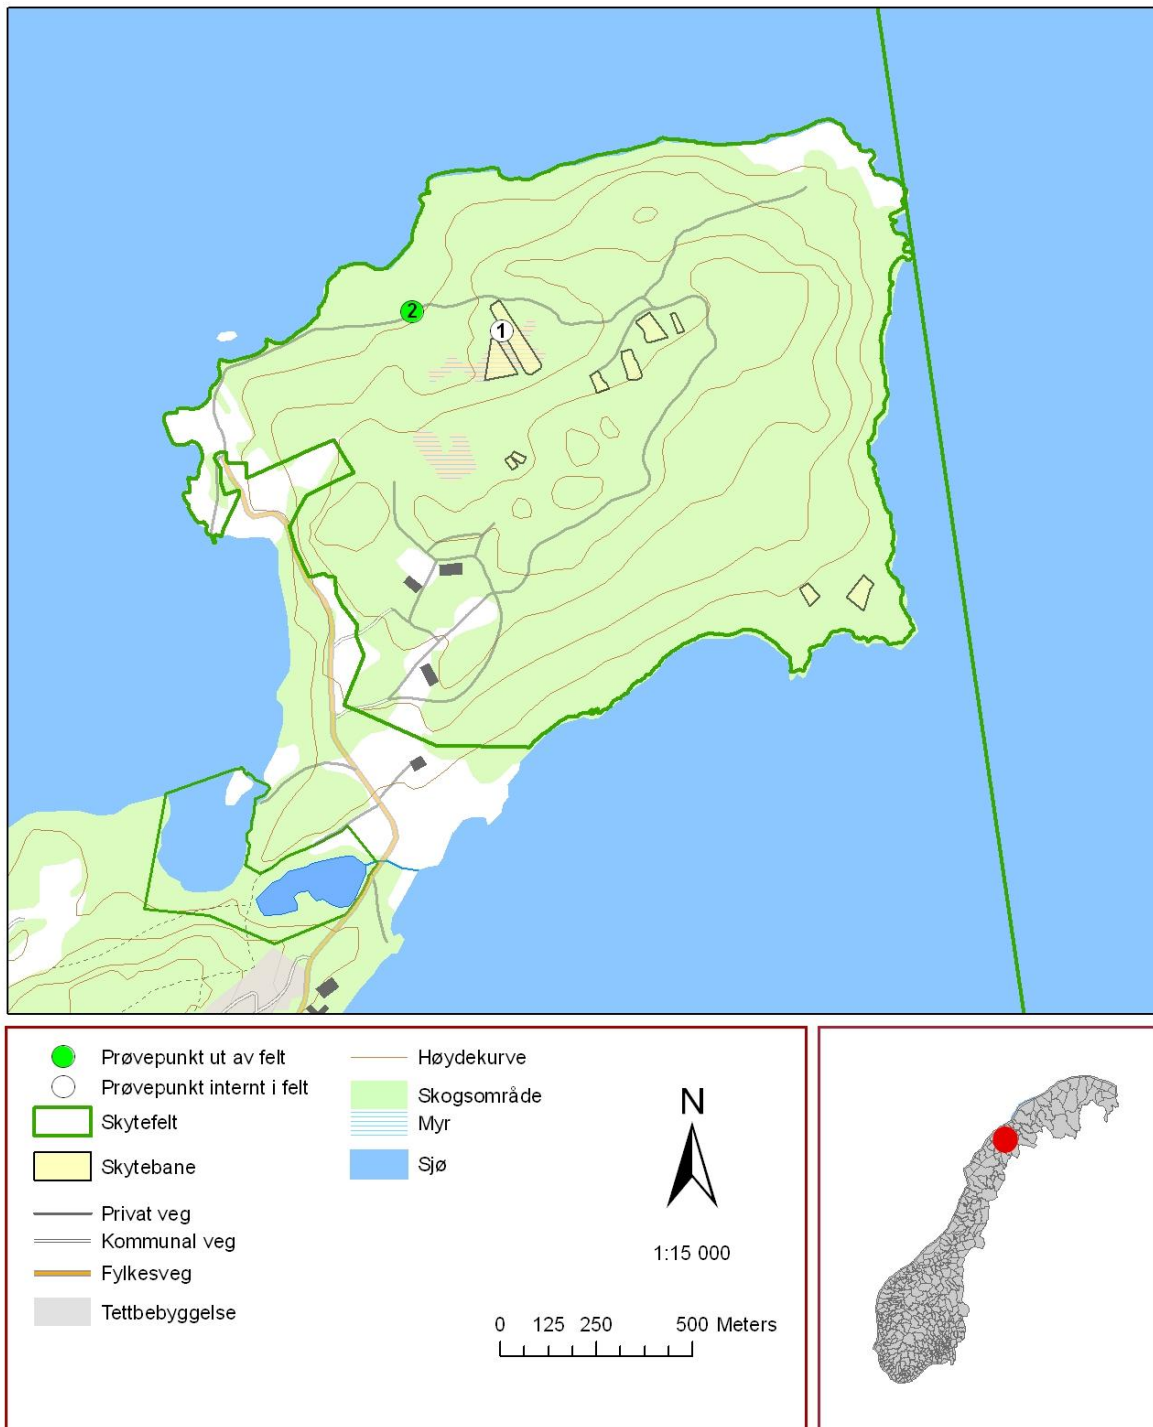 2
1
Prøvepunkt ut av felt
Prøvepunkt internt i felt
Skytefelt
Skytebane
Privat veg
Kommunal veg
Fylkesveg
Tettbebyggelse
Høydekurve
Skogsområde
Myr
Sjø
N
1:15 000
0 125 250 500 Meters